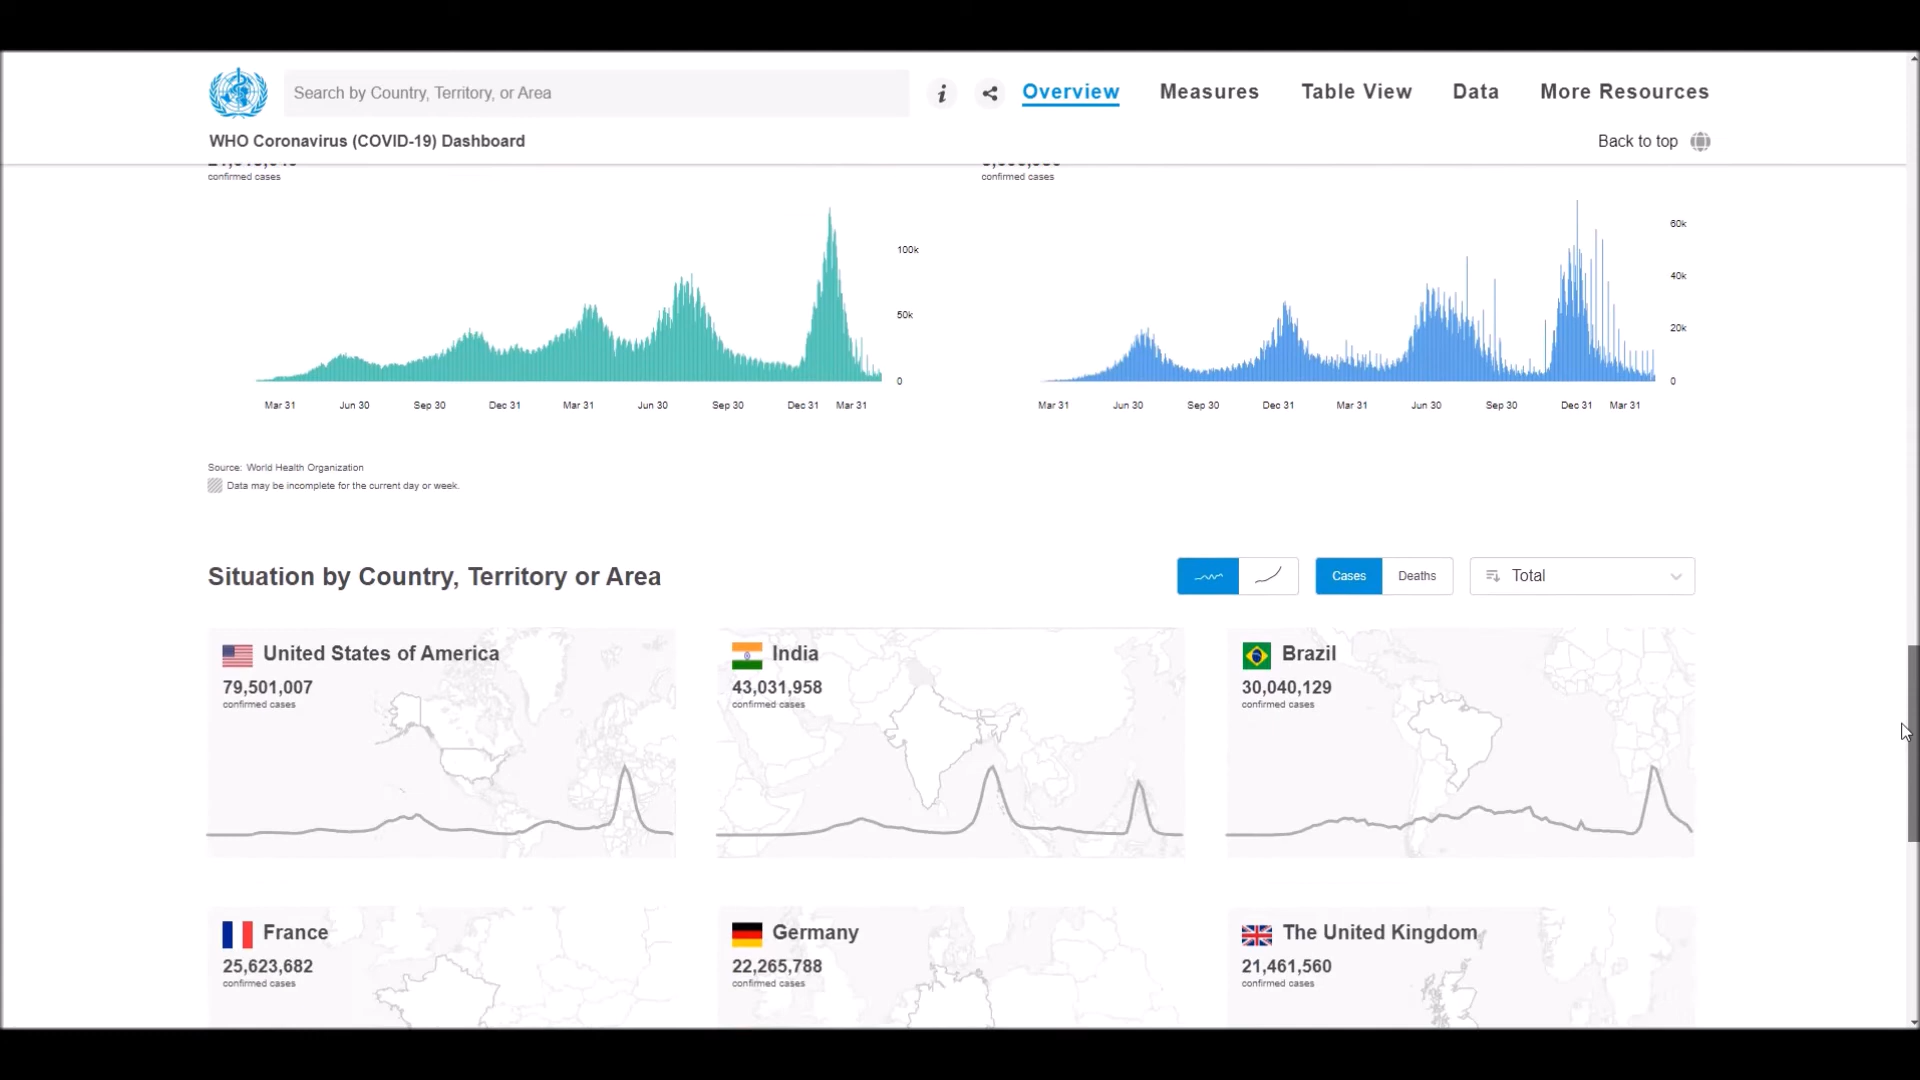 Search by Country, Territory, or Area
i
Overview
Measures
Table View
Data
More Resources
WHO Coronavirus (COVID-19) Dashboard
Back to top
confirmed cases
confirmed cases
100k
50k
0
Mar 31 Jun 30 Sep 30 Dec 31 Mar 31 Jun 30 Sep 30 Dec 31 Mar 31
60k
40k
20k
0
Mar 31 Jun 30 Sep 30 Dec 31 Mar 31 Jun 30 Sep 30 Dec 31 Mar 31
Source: World Health Organization
Data may be incomplete for the current day or week.
Situation by Country, Territory or Area
Cases
Deaths
Total
United States of America
79,501,007
confirmed cases
India
43,031,958
confirmed cases
Brazil
30,040,129
confirmed cases
France
25,623,682
confirmed cases
Germany
22,265,788
confirmed cases
The United Kingdom
21,461,560
confirmed cases